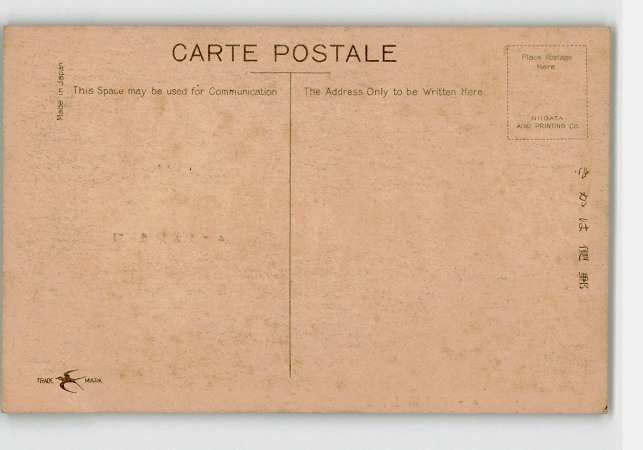 CARTE POSTALE
Made in Japan
This Space may be used for Communication
The Address Only to be Written Here
Place Postage
Here
NIIGATA
AOKI PRINTING CO.
きかは便郵
TRADE MARK